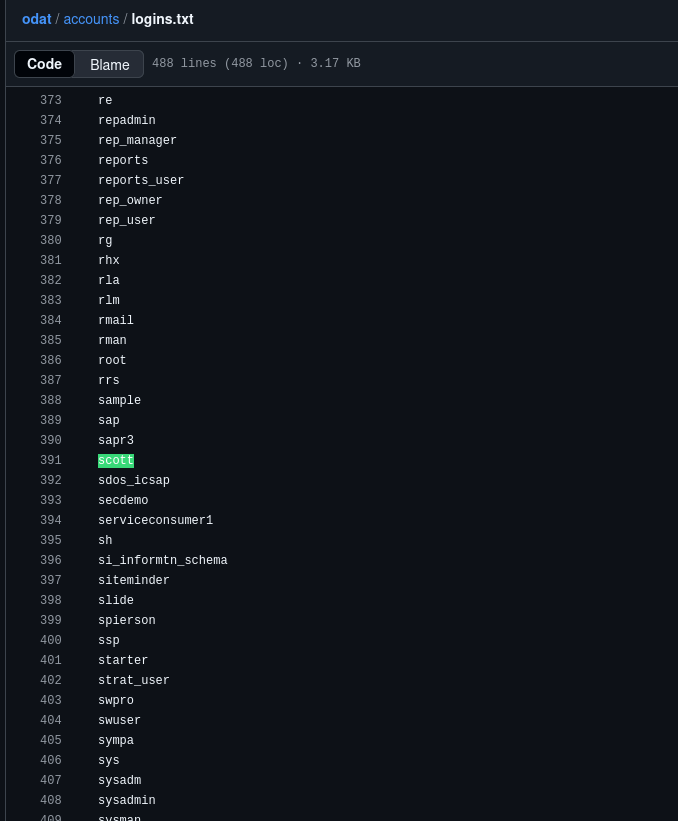 odat / accounts / logins.txt
Code Blame 488 lines (488 loc) · 3.17 KB
373 re
374 repadmin
375 rep_manager
376 reports
377 reports_user
378 rep_owner
379 rep_user
380 rg
381 rhx
382 rla
383 rlm
384 rmail
385 rman
386 root
387 rrs
388 sample
389 sap
390 sapr3
391 scott
392 sdos_icsap
393 secdemo
394 serviceconsumer1
395 sh
396 si_informtn_schema
397 siteminder
398 slide
399 spierson
400 ssp
401 starter
402 strat_user
403 swpro
404 swuser
405 sympa
406 sys
407 sysadm
408 sysadmin
409 sysman